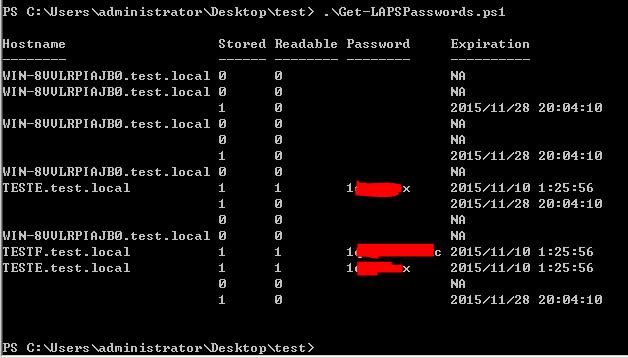 PS C:\Users\administrator\Desktop\test> .\Get-LAPSPasswords.ps1
Hostname Stored Readable Password Expiration
-------- ------ -------- -------- ----------
WIN-8VVLRPIAJB0.test.local 0 0 NA
WIN-8VVLRPIAJB0.test.local 0 0 NA
1 0 2015/11/28 20:04:10
WIN-8VVLRPIAJB0.test.local 0 0 NA
0 0 NA
1 0 2015/11/28 20:04:10
WIN-8VVLRPIAJB0.test.local 0 0 NA
TESTE.test.local 1 1 1 x 2015/11/10 1:25:56
1 0 2015/11/28 20:04:10
0 0 NA
WIN-8VVLRPIAJB0.test.local 0 0 NA
TESTF.test.local 1 1 1 c 2015/11/10 1:25:56
TESTE.test.local 1 1 1 x 2015/11/10 1:25:56
0 0 NA
1 0 2015/11/28 20:04:10
PS C:\Users\administrator\Desktop\test>